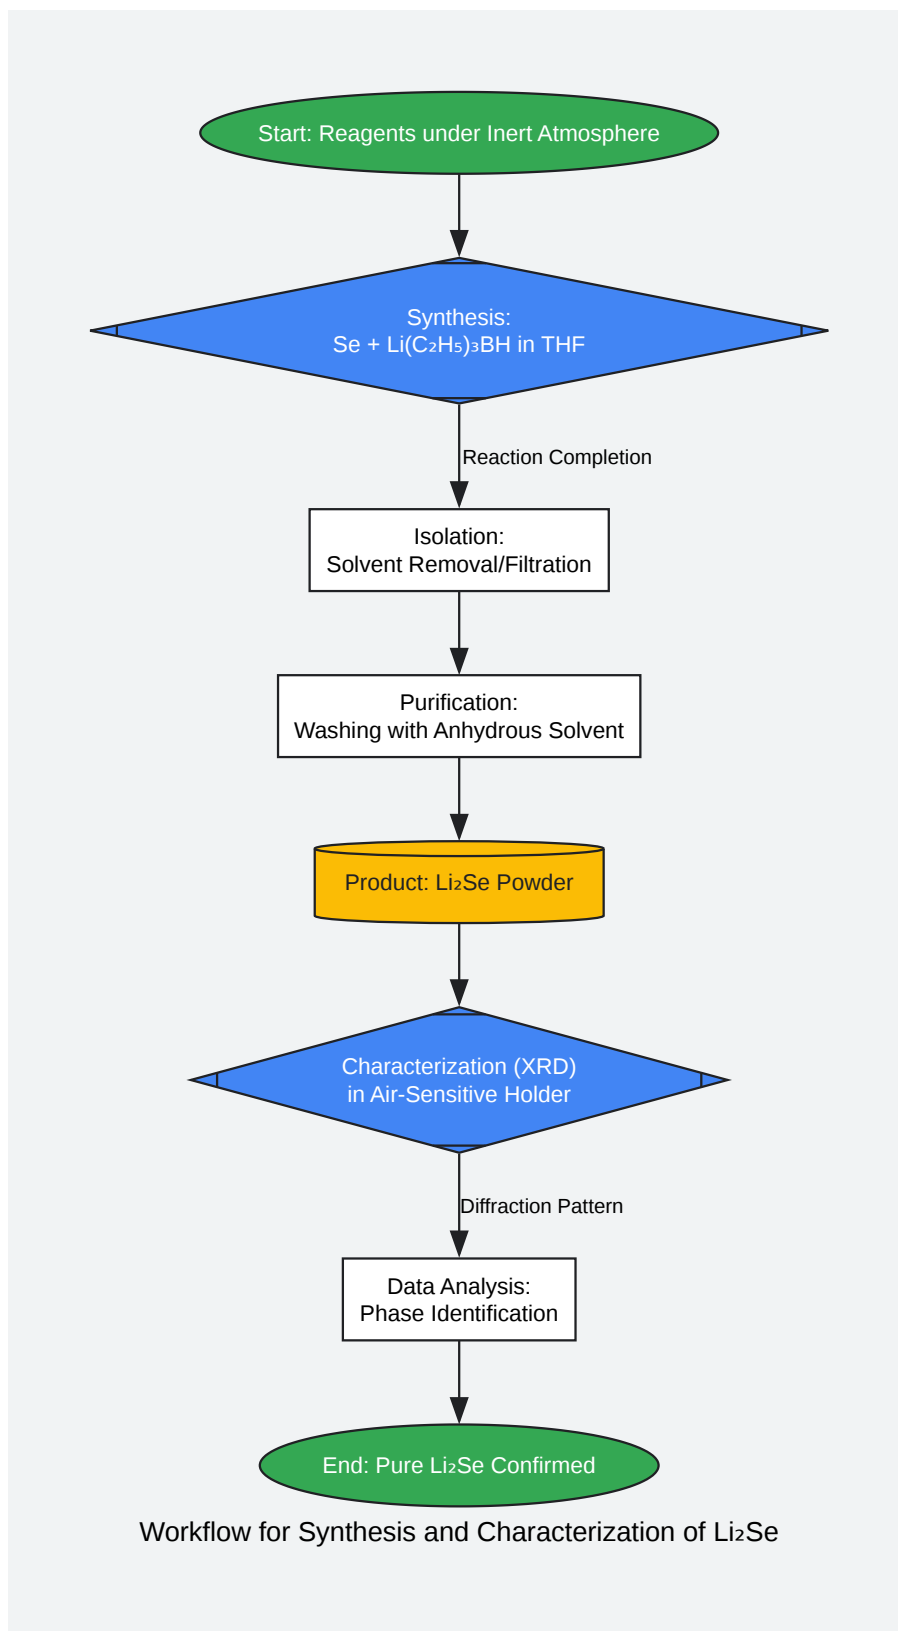 Start: Reagents under Inert Atmosphere
Synthesis:
Se + Li(C₂H₅)₃BH in THF
Reaction Completion
Isolation:
Solvent Removal/Filtration
Purification:
Washing with Anhydrous Solvent
Product: Li₂Se Powder
Characterization (XRD)
in Air-Sensitive Holder
Diffraction Pattern
Data Analysis:
Phase Identification
End: Pure Li₂Se Confirmed
Workflow for Synthesis and Characterization of Li₂Se